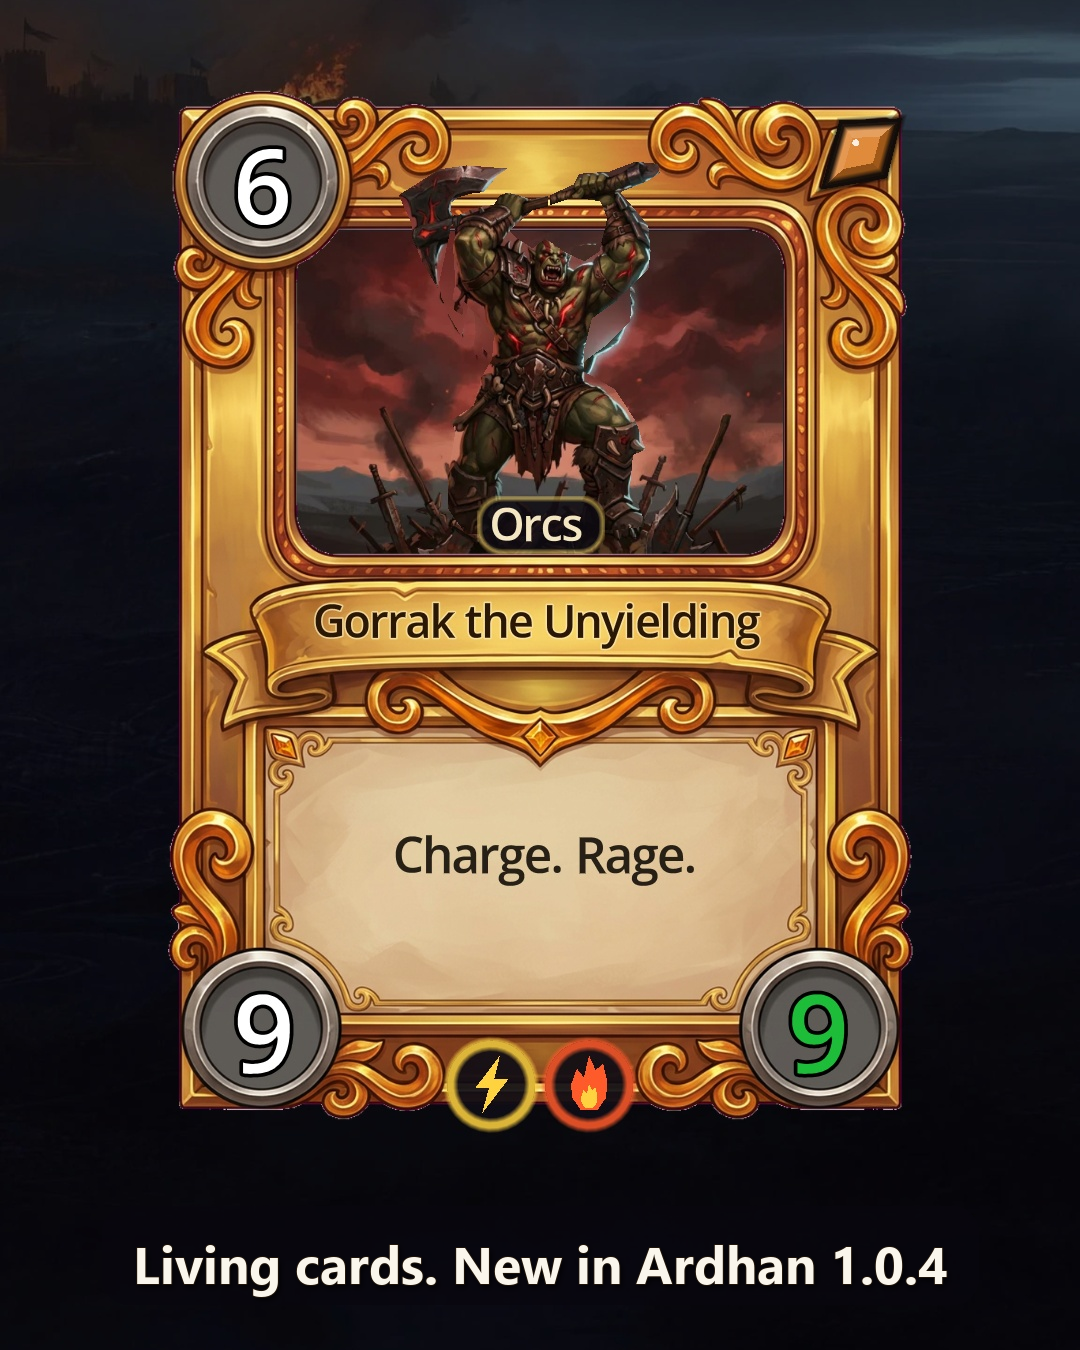 6
Orcs
Gorrak the Unyielding
Charge. Rage.
9
9
Living cards. New in Ardhan 1.0.4